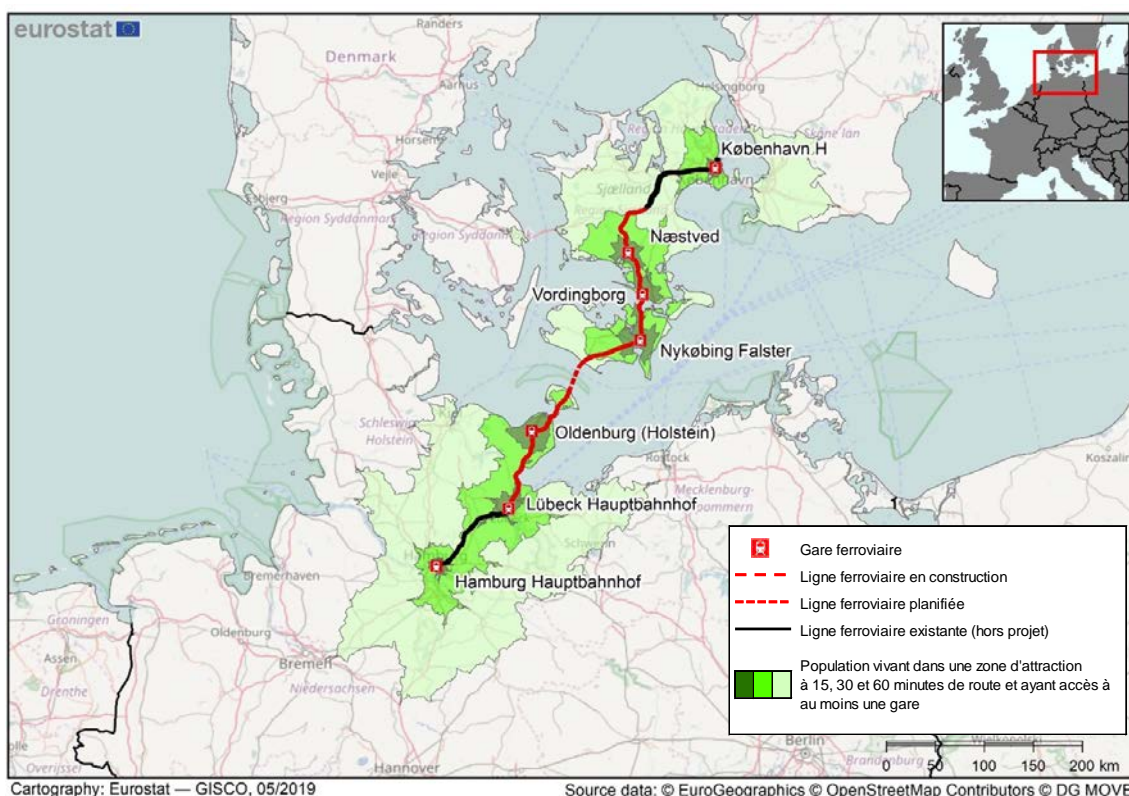 eurostat
Randers
Denmark
Aarhus
Helsingborg
Horsens
Skåne län
København H
København
Vejle
Esbjerg
Sjælland
Region Syddanmark
Region Syddanmark
Næstved
Vordingborg
Nykøbing Falster
Schleswig
Holstein
Oldenburg (Holstein)
Rostock
Koszalin
Mecklenburg-
Lübeck Hauptbahnhof
Schwerin
Hamburg Hauptbahnhof
Bremerhaven
Groningen
Oldenburg
Assen
Bremen
Drenthe
Niedersachsen
Overijssel
Hannover
Berlin
Brandenburg
Wielkopolski
Gare ferroviaire
Ligne ferroviaire en construction
Ligne ferroviaire planifiée
Ligne ferroviaire existante (hors projet)
Population vivant dans une zone d'attraction
à 15, 30 et 60 minutes de route et ayant accès à
au moins une gare
0 50 100 150 200 km
Cartography: Eurostat — GISCO, 05/2019
Source data: © EuroGeographics © OpenStreetMap Contributors © DG MOVE